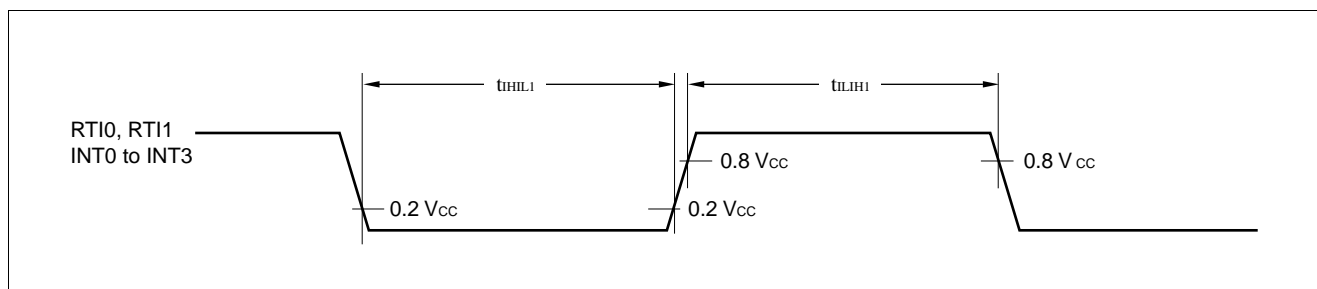 tIHIL1
tILIH1
RTI0, RTI1
INT0 to INT3
0.8 VCC
0.8 VCC
0.2 VCC
0.2 VCC